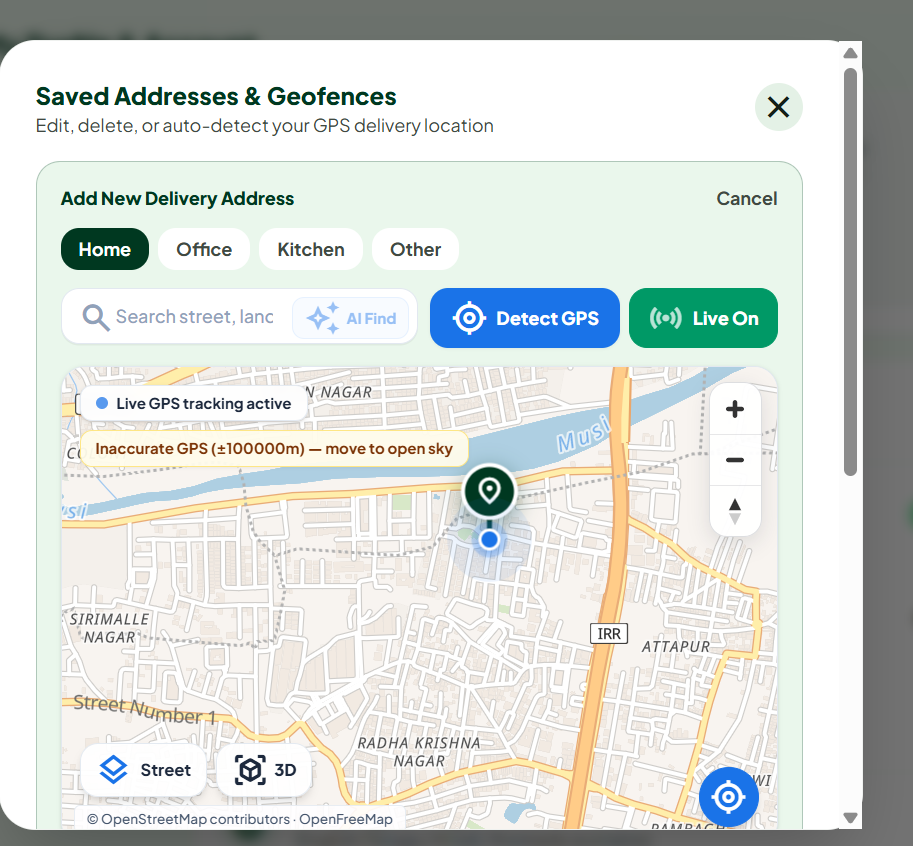 Saved Addresses & Geofences
Edit, delete, or auto-detect your GPS delivery location
Add New Delivery Address
Cancel
Home
Office
Kitchen
Other
Search street, lanc
AI Find
Detect GPS
Live On
N NAGAR
Live GPS tracking active
Inaccurate GPS (±100000m) — move to open sky
Musi
usi
SIRIMALLE
NAGAR
IRR
ATTAPUR
Street Number 1
RADHA KRISHNA
NAGAR
Street
3D
WI
© OpenStreetMap contributors · OpenFreeMap